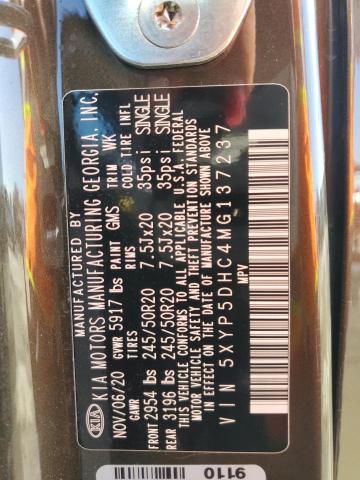 MANUFACTURED BY
KIA KIA MOTORS MANUFACTURING GEORGIA, INC.
NOV/06/20 GVWR 5917 lbs PAINT GMS TRIM WK
GAWR TIRES RIMS COLD TIRE INFL
FRONT 2954 lbs 245/50R20 7.5Jx20 35psi SINGLE
REAR 3196 lbs 245/50R20 7.5Jx20 35psi SINGLE
THIS VEHICLE CONFORMS TO ALL APPLICABLE U.S.A. FEDERAL
MOTOR VEHICLE SAFETY AND THEFT PREVENTION STANDARDS
IN EFFECT ON THE DATE OF MANUFACTURE SHOWN ABOVE
VIN 5XYP5DHC4MG137237
MPV
9110